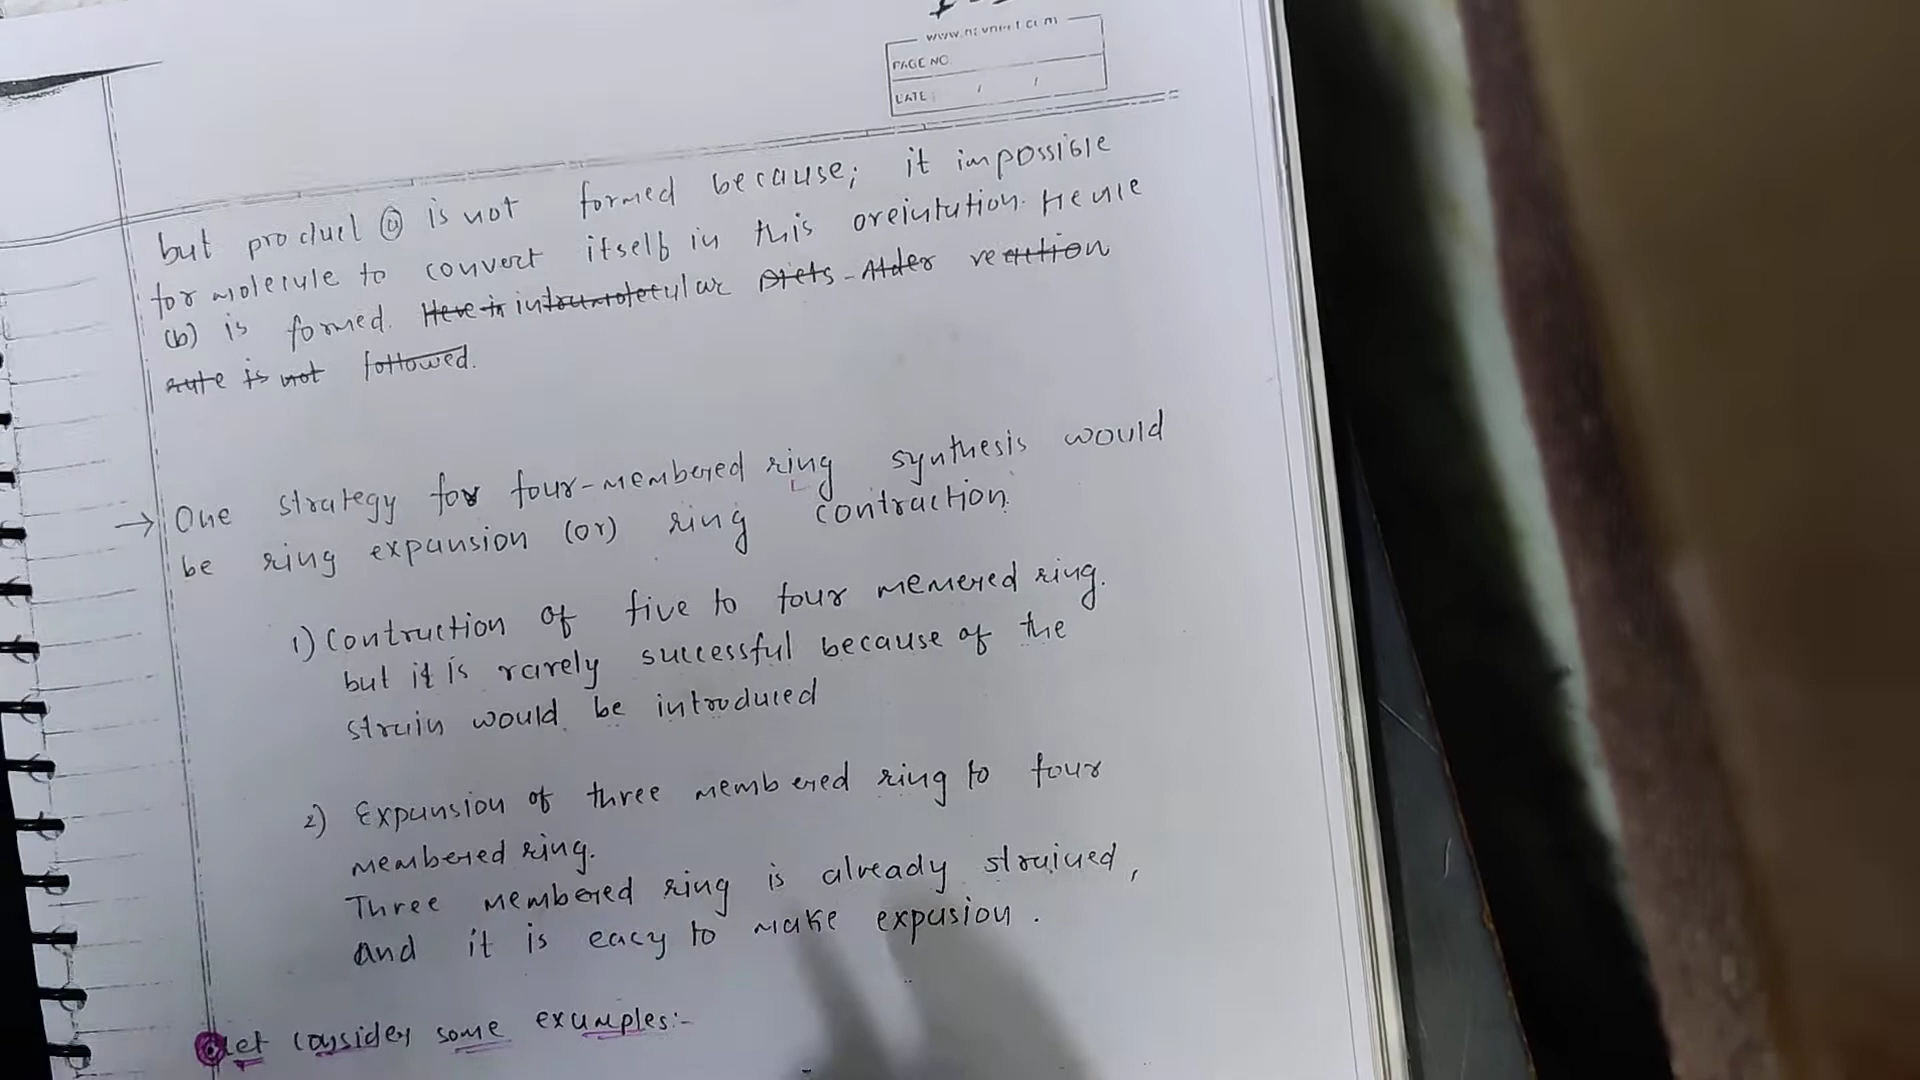 PAGE NO.
DATE : / /
but product ⓐ is not formed because; it impossible
for molecule to convert itself in this oreintution. Hence
(b) is formed. Here in intramolecular Diels-Alder reaction
rule is not followed.
→ One strategy for four-membered ring synthesis would
be ring expansion (or) ring contraction.
1) Contruction of five to four memered ring.
but it is rarely successful because of the
strain would be introduced
2) Expansion of three membered ring to four
membered ring.
Three membered ring is already strained,
and it is eacy to make expusion.
Let consider some examples:-